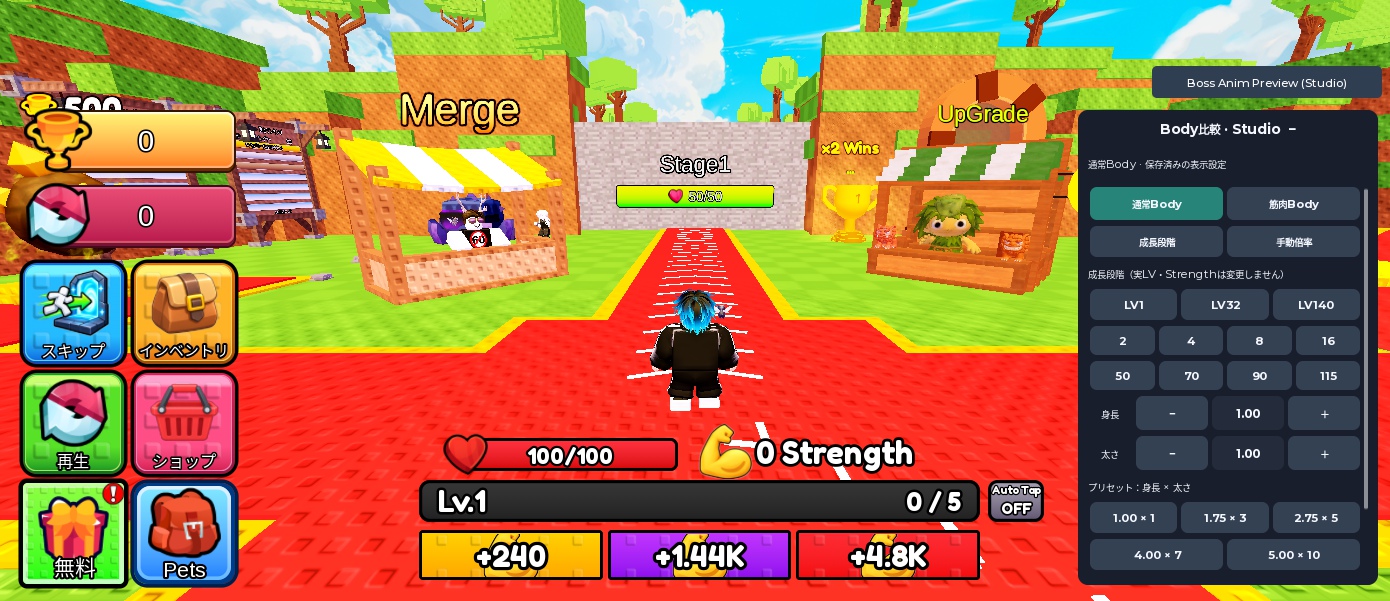 500
0
0
スキップ
インベントリ
再生
ショップ
無料
!
Pets
Merge
Stage1
50/50
x2 Wins
1
UpGrade
100/100
0 Strength
Lv.1
0 / 5
Auto Tap
OFF
+240
+1.44K
+4.8K
Boss Anim Preview (Studio)
Body比較・Studio −
通常Body・保存済みの表示設定
通常Body
筋肉Body
成長段階
手動倍率
成長段階（実LV・Strengthは変更しません）
LV1
LV32
LV140
2
4
8
16
50
70
90
115
身長
−
1.00
+
太さ
−
1.00
+
プリセット：身長 × 太さ
1.00 × 1
1.75 × 3
2.75 × 5
4.00 × 7
5.00 × 10